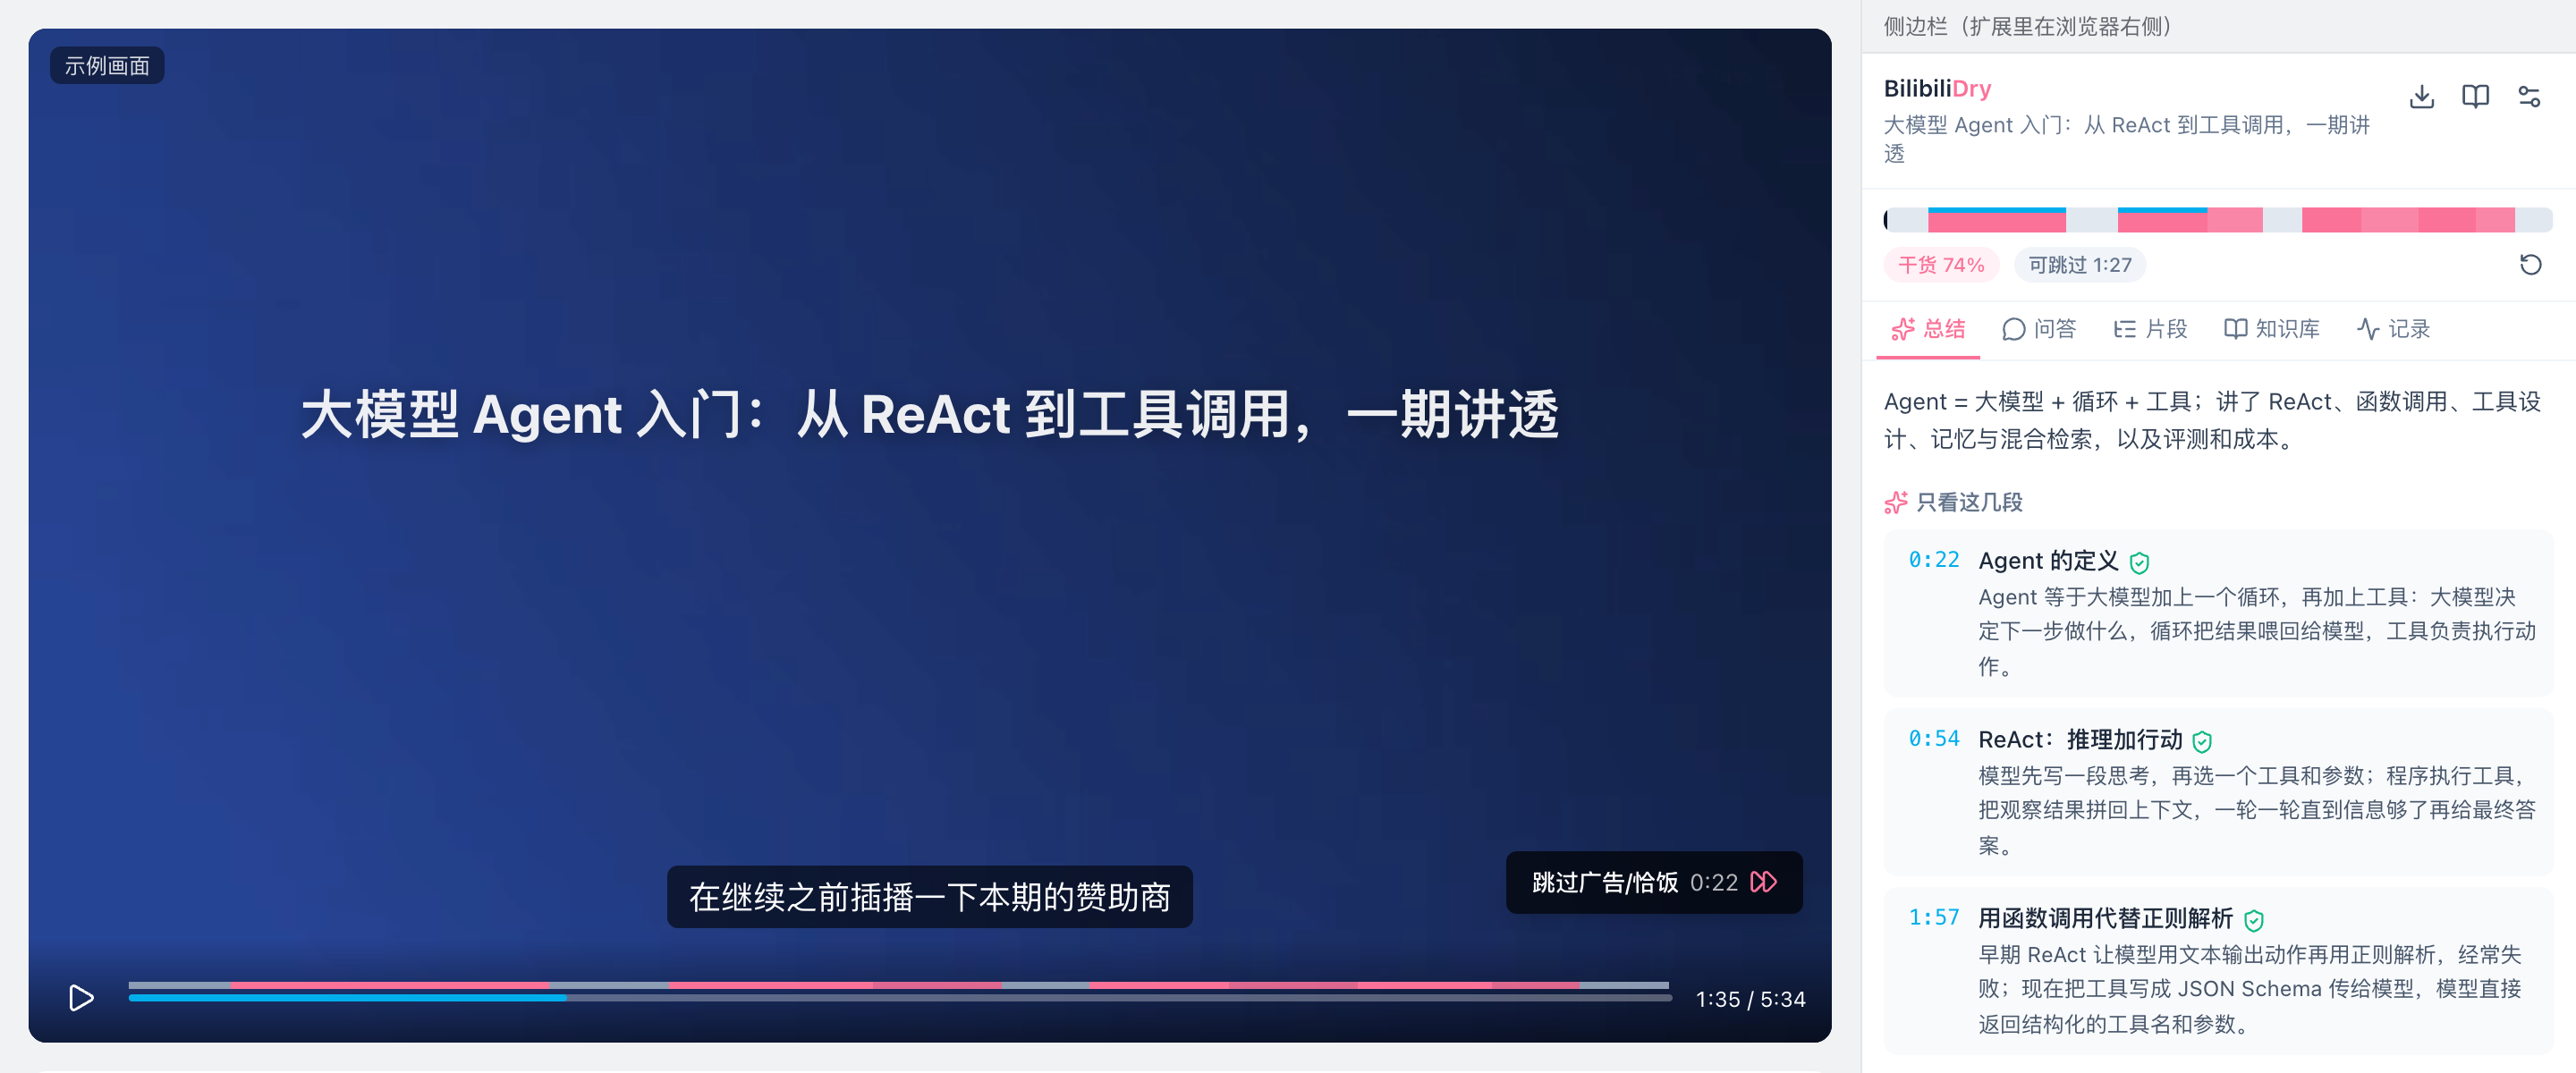 示例画面
大模型 Agent 入门：从 ReAct 到工具调用，一期讲透
在继续之前插播一下本期的赞助商
跳过广告/恰饭 0:22
1:35 / 5:34
侧边栏（扩展里在浏览器右侧）
BilibiliDry
大模型 Agent 入门：从 ReAct 到工具调用，一期讲
透
干货 74% 可跳过 1:27
总结 问答 片段 知识库 记录
Agent = 大模型 + 循环 + 工具；讲了 ReAct、函数调用、工具设
计、记忆与混合检索，以及评测和成本。
只看这几段
0:22 Agent 的定义
Agent 等于大模型加上一个循环，再加上工具：大模型决
定下一步做什么，循环把结果喂回给模型，工具负责执行动
作。
0:54 ReAct：推理加行动
模型先写一段思考，再选一个工具和参数；程序执行工具，
把观察结果拼回上下文，一轮一轮直到信息够了再给最终答
案。
1:57 用函数调用代替正则解析
早期 ReAct 让模型用文本输出动作再用正则解析，经常失
败；现在把工具写成 JSON Schema 传给模型，模型直接
返回结构化的工具名和参数。